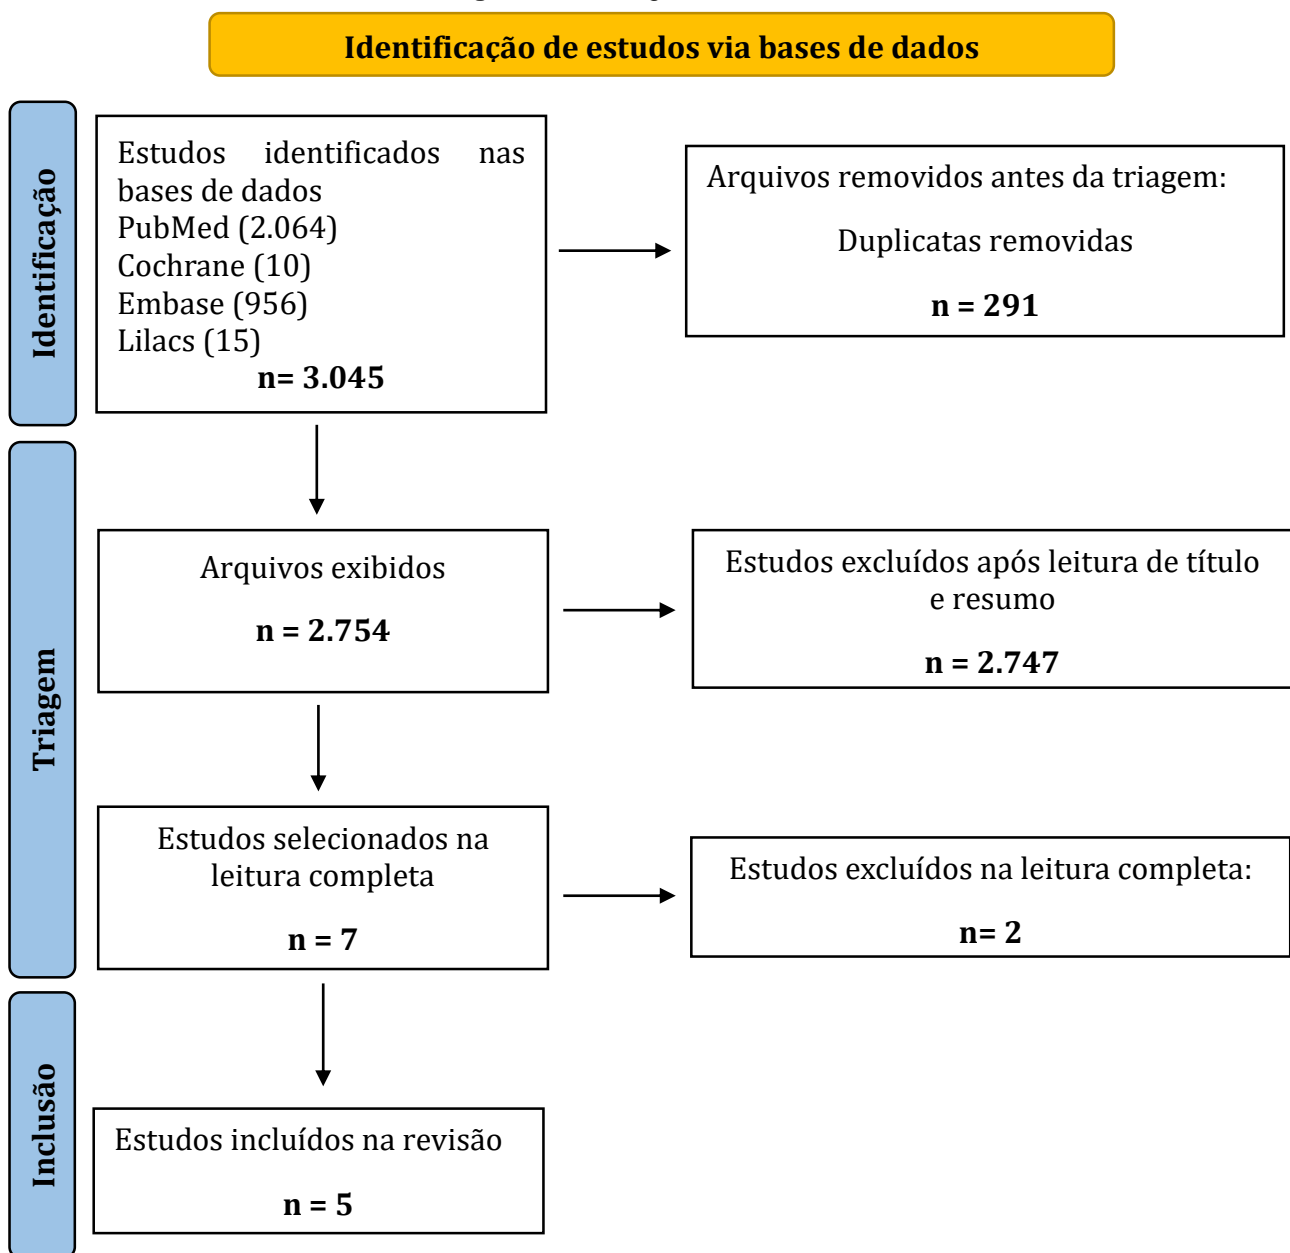 Identificação de estudos via bases de dados
Identificação
Estudos identificados nas
bases de dados
PubMed (2.064)
Cochrane (10)
Embase (956)
Lilacs (15)
n= 3.045
Arquivos removidos antes da triagem:
Duplicatas removidas
n = 291
Triagem
Arquivos exibidos
n = 2.754
Estudos excluídos após leitura de título
e resumo
n = 2.747
Estudos selecionados na
leitura completa
n = 7
Estudos excluídos na leitura completa:
n= 2
Inclusão
Estudos incluídos na revisão
n = 5